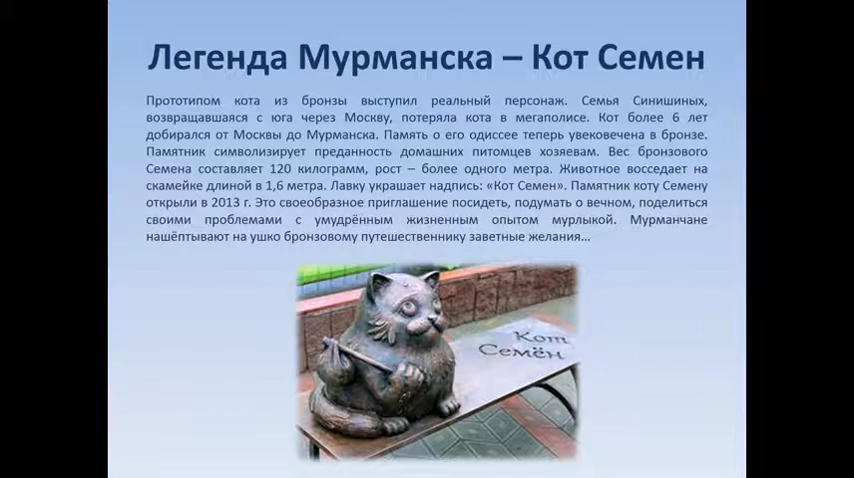 Легенда Мурманска – Кот Семен
Прототипом кота из бронзы выступил реальный персонаж. Семья Синишиных,
возвращавшаяся с юга через Москву, потеряла кота в мегаполисе. Кот более 6 лет
добирался от Москвы до Мурманска. Память о его одиссее теперь увековечена в бронзе.
Памятник символизирует преданность домашних питомцев хозяевам. Вес бронзового
Семена составляет 120 килограмм, рост – более одного метра. Животное восседает на
скамейке длиной в 1,6 метра. Лавку украшает надпись: «Кот Семен». Памятник коту Семену
открыли в 2013 г. Это своеобразное приглашение посидеть, подумать о вечном, поделиться
своими проблемами с умудрённым жизненным опытом мурлыкой. Мурманчане
нашёптывают на ушко бронзовому путешественнику заветные желания…
Кот
Семён